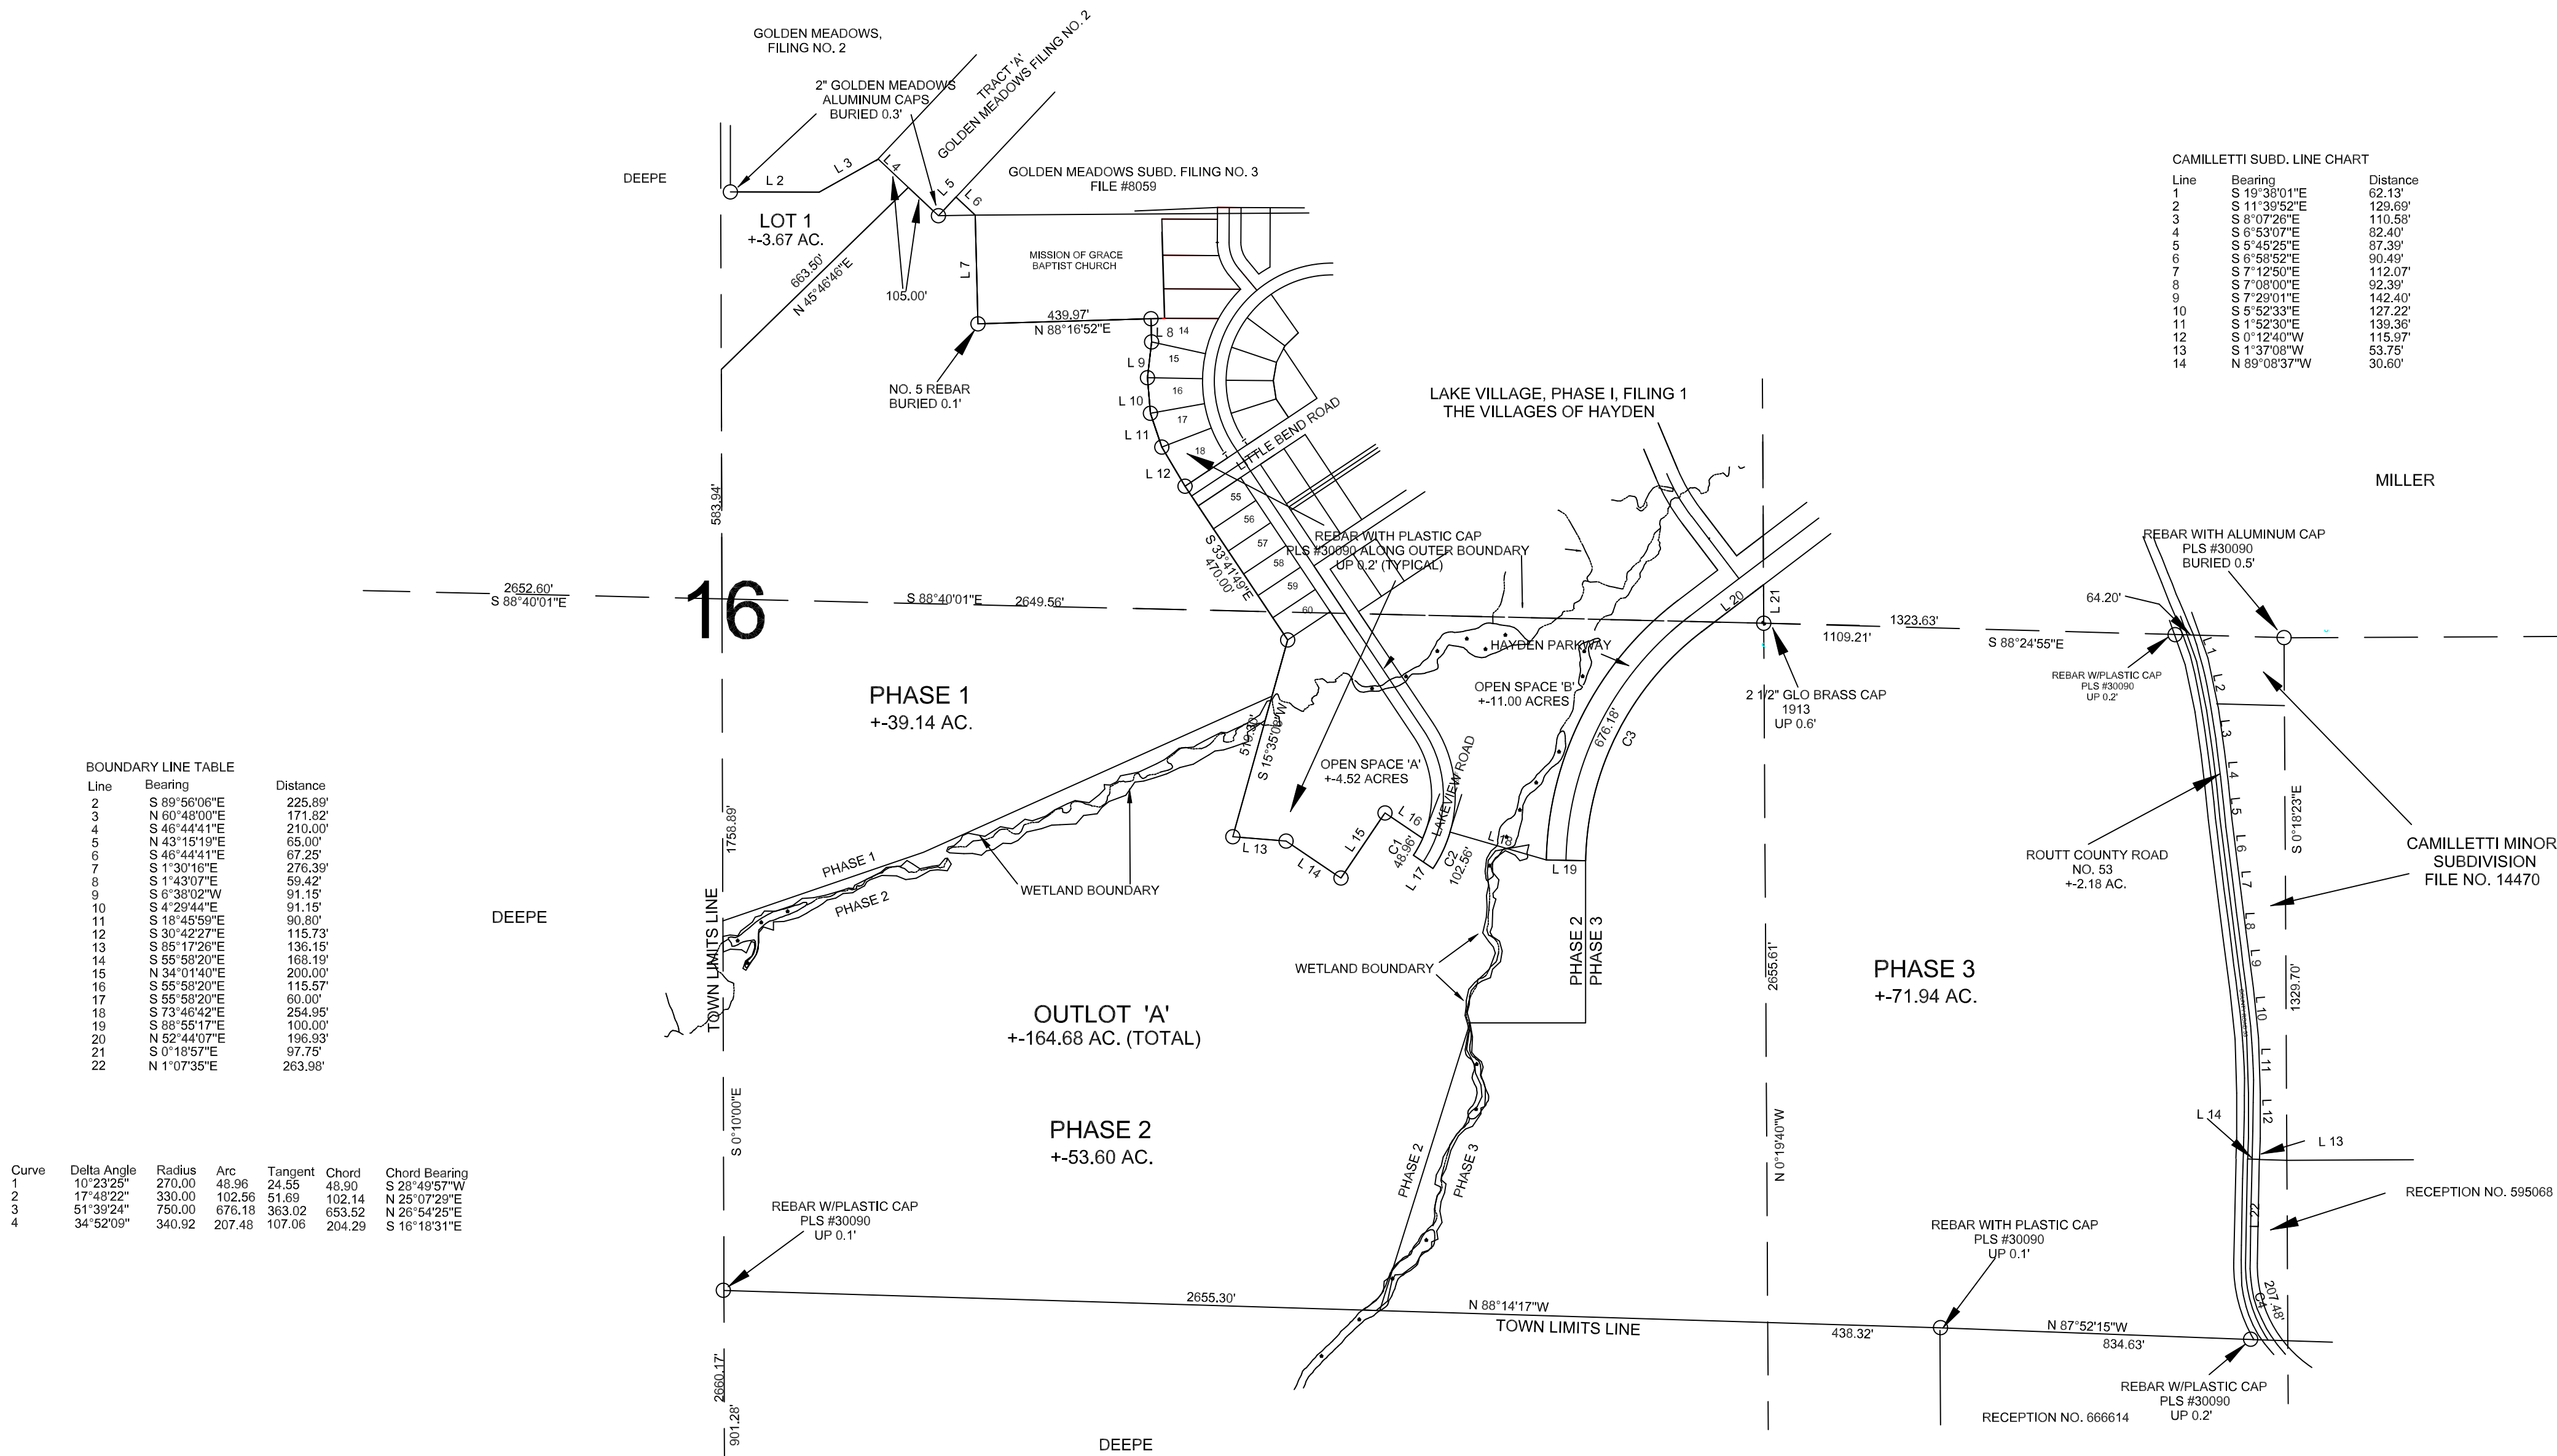 GOLDEN MEADOWS,
FILING NO. 2
2" GOLDEN MEADOWS
ALUMINUM CAPS
BURIED 0.3'
TRACT 'A'
GOLDEN MEADOWS FILING NO. 2
DEEPE
L 2
L 3
L 4
L 5
L 6
GOLDEN MEADOWS SUBD. FILING NO. 3
FILE #8059
LOT 1
+-3.67 AC.
663.50'
N 45°46'46"E
105.00'
L 7
MISSION OF GRACE
BAPTIST CHURCH
439.97'
N 88°16'52"E
NO. 5 REBAR
BURIED 0.1'
L 8
14
L 9
15
16
L 10
17
L 11
18
L 12
LITTLE BEND ROAD
55
56
57
58
59
60
S 33°41'49"E
470.00'
LAKE VILLAGE, PHASE I, FILING 1
THE VILLAGES OF HAYDEN
REBAR WITH PLASTIC CAP
PLS #30090 ALONG OUTER BOUNDARY
UP 0.2' (TYPICAL)
CAMILLETTI SUBD. LINE CHART
Line Bearing Distance
1 S 19°38'01"E 62.13'
2 S 11°39'52"E 129.69'
3 S 8°07'26"E 110.58'
4 S 6°53'07"E 82.40'
5 S 5°45'25"E 87.39'
6 S 6°58'52"E 90.49'
7 S 7°12'50"E 112.07'
8 S 7°08'00"E 92.39'
9 S 7°29'01"E 142.40'
10 S 5°52'33"E 127.22'
11 S 1°52'30"E 139.36'
12 S 0°12'40"W 115.97'
13 S 1°37'08"W 53.75'
14 N 89°08'37"W 30.60'
MILLER
REBAR WITH ALUMINUM CAP
PLS #30090
BURIED 0.5'
583.94'
2652.60'
S 88°40'01"E
16
S 88°40'01"E 2649.56'
L 20
L 21
1109.21'
1323.63'
S 88°24'55"E
64.20'
REBAR W/PLASTIC CAP
PLS #30090
UP 0.2'
HAYDEN PARKWAY
2 1/2" GLO BRASS CAP
1913
UP 0.6'
PHASE 1
+-39.14 AC.
OPEN SPACE 'B'
+-11.00 ACRES
676.18'
C3
519.30'
S 15°35'08"W
OPEN SPACE 'A'
+-4.52 ACRES
LAKEVIEW ROAD
L 13
L 14
L 15
L 16
C1
48.96'
L 17
C2
102.56'
L 18
L 19
PHASE 1
PHASE 2
WETLAND BOUNDARY
1758.89'
TOWN LIMITS LINE
DEEPE
BOUNDARY LINE TABLE
Line Bearing Distance
2 S 89°56'06"E 225.89'
3 N 60°48'00"E 171.82'
4 S 46°44'41"E 210.00'
5 N 43°15'19"E 65.00'
6 S 46°44'41"E 67.25'
7 S 1°30'16"E 276.39'
8 S 1°43'07"E 59.42'
9 S 6°38'02"W 91.15'
10 S 4°29'44"E 91.15'
11 S 18°45'59"E 90.80'
12 S 30°42'27"E 115.73'
13 S 85°17'26"E 136.15'
14 S 55°58'20"E 168.19'
15 N 34°01'40"E 200.00'
16 S 55°58'20"E 115.57'
17 S 55°58'20"E 60.00'
18 S 73°46'42"E 254.95'
19 S 88°55'17"E 100.00'
20 N 52°44'07"E 196.93'
21 S 0°18'57"E 97.75'
22 N 1°07'35"E 263.98'
WETLAND BOUNDARY
PHASE 2
PHASE 3
OUTLOT 'A'
+-164.68 AC. (TOTAL)
PHASE 2
+-53.60 AC.
PHASE 2
PHASE 3
2655.61'
N 0°19'40"W
PHASE 3
+-71.94 AC.
ROUTT COUNTY ROAD
NO. 53
+-2.18 AC.
L1
L2
L3
L4
L5
L6
L7
L8
L9
L10
L11
L 12
L 14
L 13
S 0°18'23"E
1329.70'
CAMILLETTI MINOR
SUBDIVISION
FILE NO. 14470
RECEPTION NO. 595068
L 22
207.48'
C4
S 0°10'00"E
Curve Delta Angle Radius Arc Tangent Chord Chord Bearing
1 10°23'25" 270.00 48.96 24.55 48.90 S 28°49'57"W
2 17°48'22" 330.00 102.56 51.69 102.14 N 25°07'29"E
3 51°39'24" 750.00 676.18 363.02 653.52 N 26°54'25"E
4 34°52'09" 340.92 207.48 107.06 204.29 S 16°18'31"E
REBAR W/PLASTIC CAP
PLS #30090
UP 0.1'
2655.30'
N 88°14'17"W
TOWN LIMITS LINE
REBAR WITH PLASTIC CAP
PLS #30090
UP 0.1'
438.32'
N 87°52'15"W
834.63'
REBAR W/PLASTIC CAP
PLS #30090
UP 0.2'
RECEPTION NO. 666614
2660.17'
901.28'
DEEPE